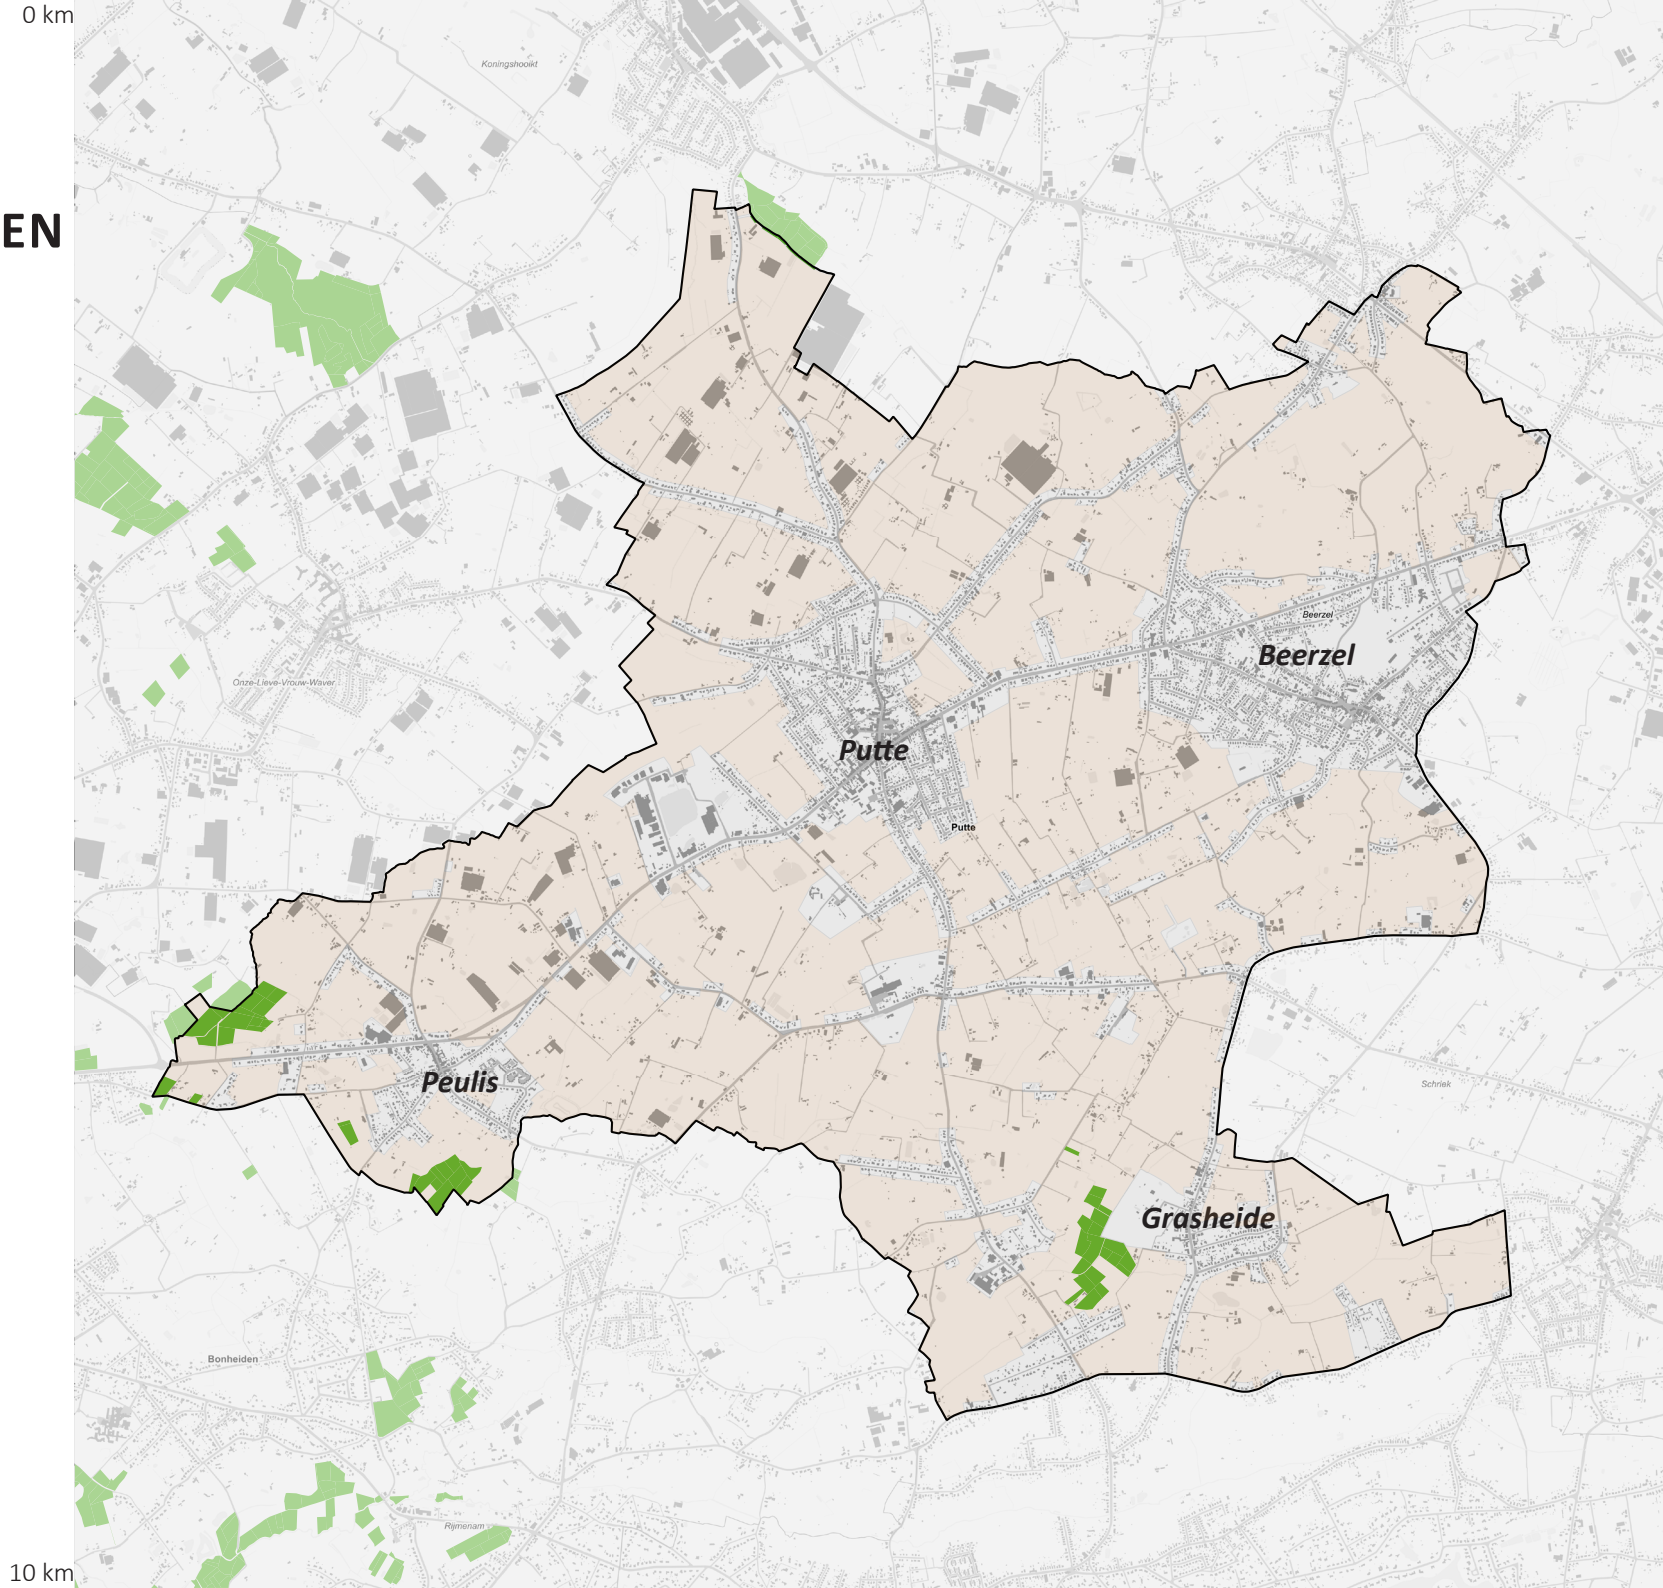 0 km
Koningshooikt
EN
Beerzel
Beerzel
Onze-Lieve-Vrouw-Waver
Putte
Putte
Peulis
Schriek
Grasheide
Bonheiden
Rijmenam
10 km